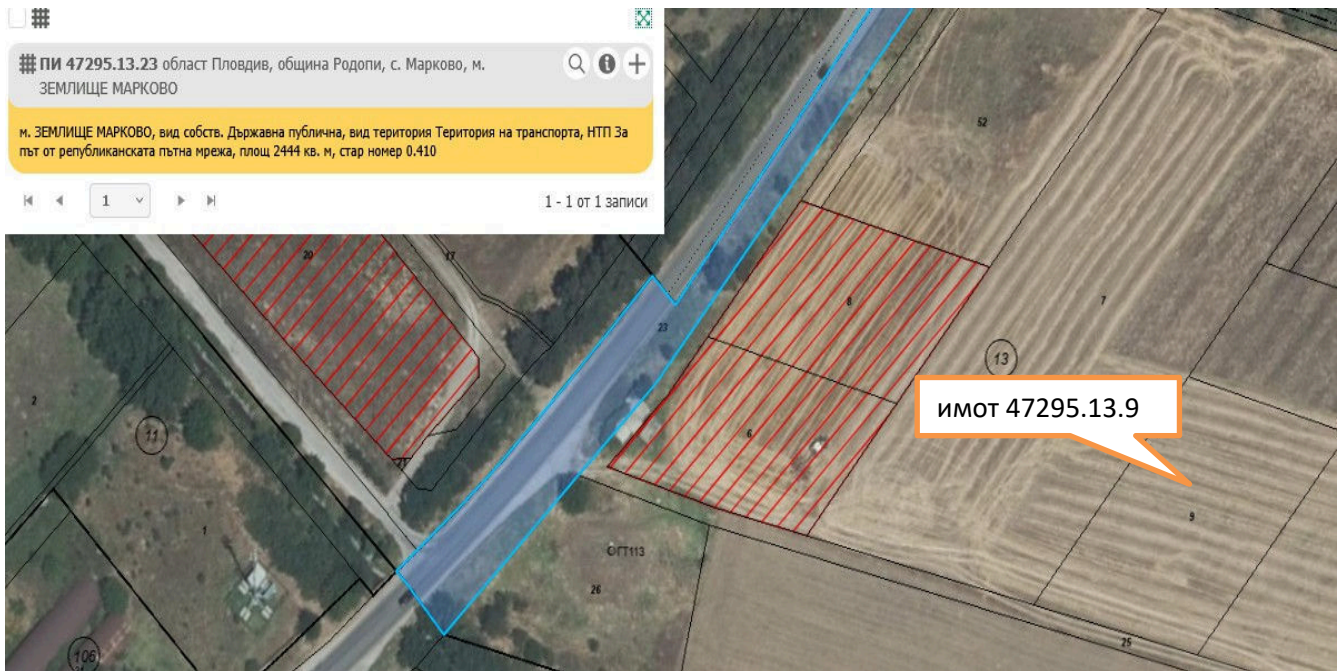 ПИ 47295.13.23 област Пловдив, община Родопи, с. Марково, м.
ЗЕМЛИЩЕ МАРКОВО
м. ЗЕМЛИЩЕ МАРКОВО, вид собств. Държавна публична, вид територия Територия на транспорта, НТП За
път от републиканската пътна мрежа, площ 2444 кв. м, стар номер 0.410
1
1 - 1 от 1 записи
52
20
17
8
7
23
13
имот 47295.13.9
2
11
6
21
9
1
ОГТ113
26
25
106